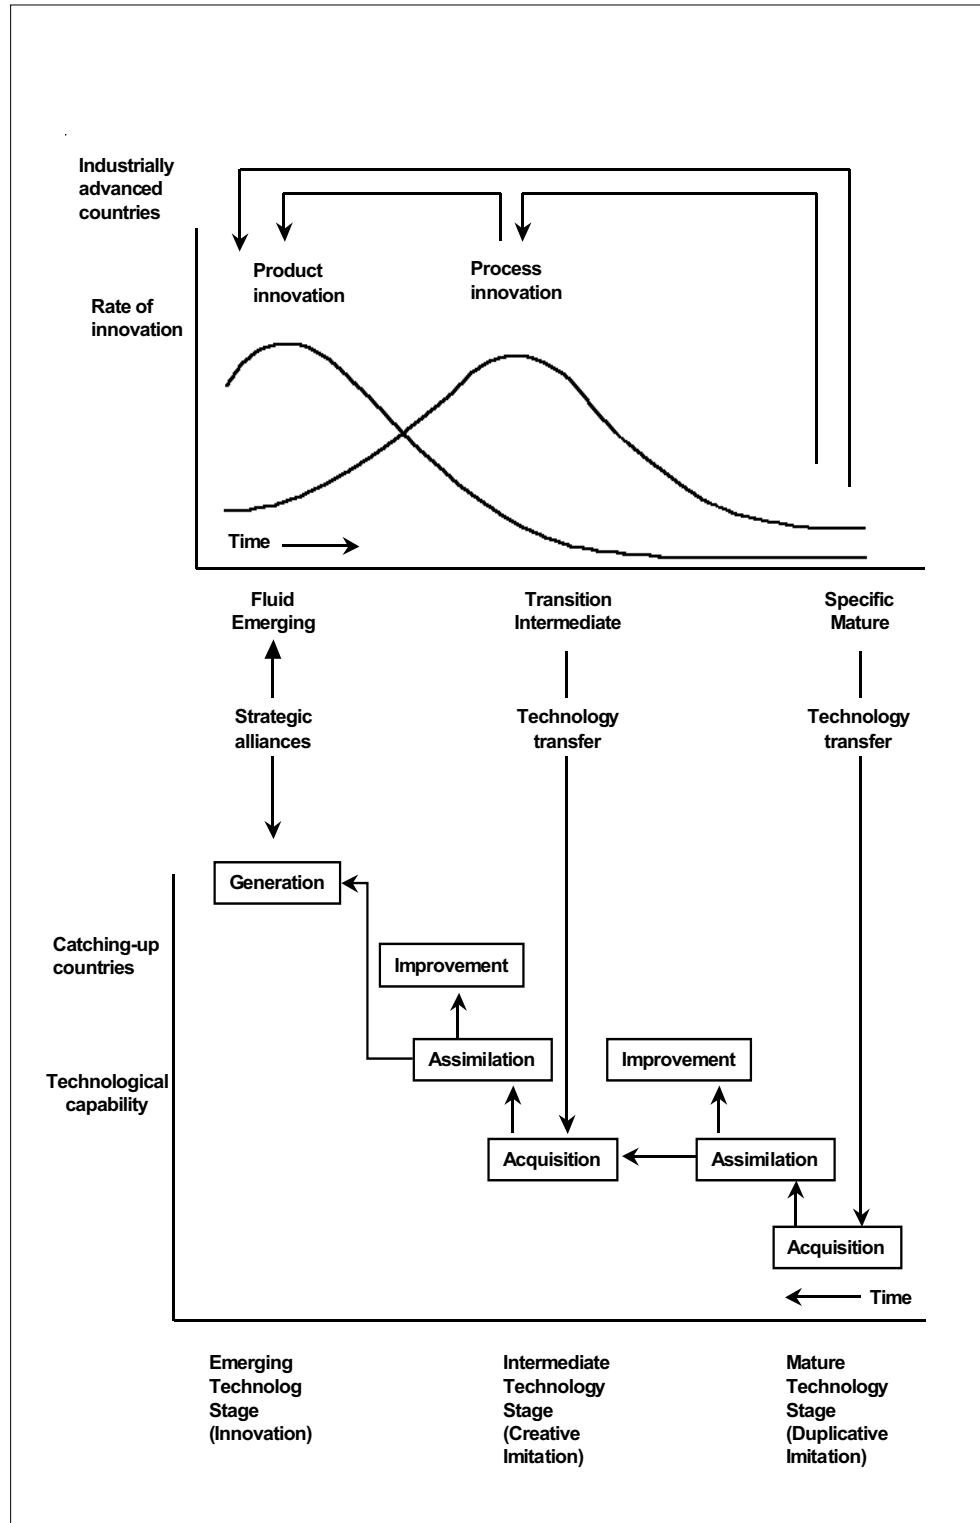 Industrially
advanced
countries
Product
innovation
Process
innovation
Rate of
innovation
Time
Fluid
Emerging
Transition
Intermediate
Specific
Mature
Strategic
alliances
Technology
transfer
Technology
transfer
Generation
Catching-up
countries
Improvement
Assimilation
Improvement
Technological
capability
Acquisition
Assimilation
Acquisition
Time
Emerging
Technolog
Stage
(Innovation)
Intermediate
Technology
Stage
(Creative
Imitation)
Mature
Technology
Stage
(Duplicative
Imitation)